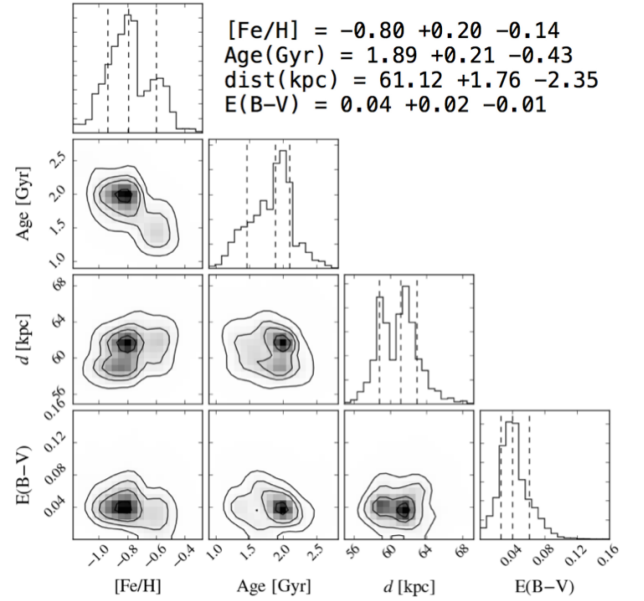 [Fe/H] = −0.80 +0.20 −0.14
Age(Gyr) = 1.89 +0.21 −0.43
dist(kpc) = 61.12 +1.76 −2.35
E(B−V) = 0.04 +0.02 −0.01
Age [Gyr]
2.5
2.0
1.5
1.0
d [kpc]
68
64
60
56
E(B−V)
0.16
0.12
0.08
0.04
−1.0 −0.8 −0.6 −0.4
1.0 1.5 2.0 2.5
56 60 64 68
0.04 0.08 0.12 0.16
[Fe/H]
Age [Gyr]
d [kpc]
E(B−V)